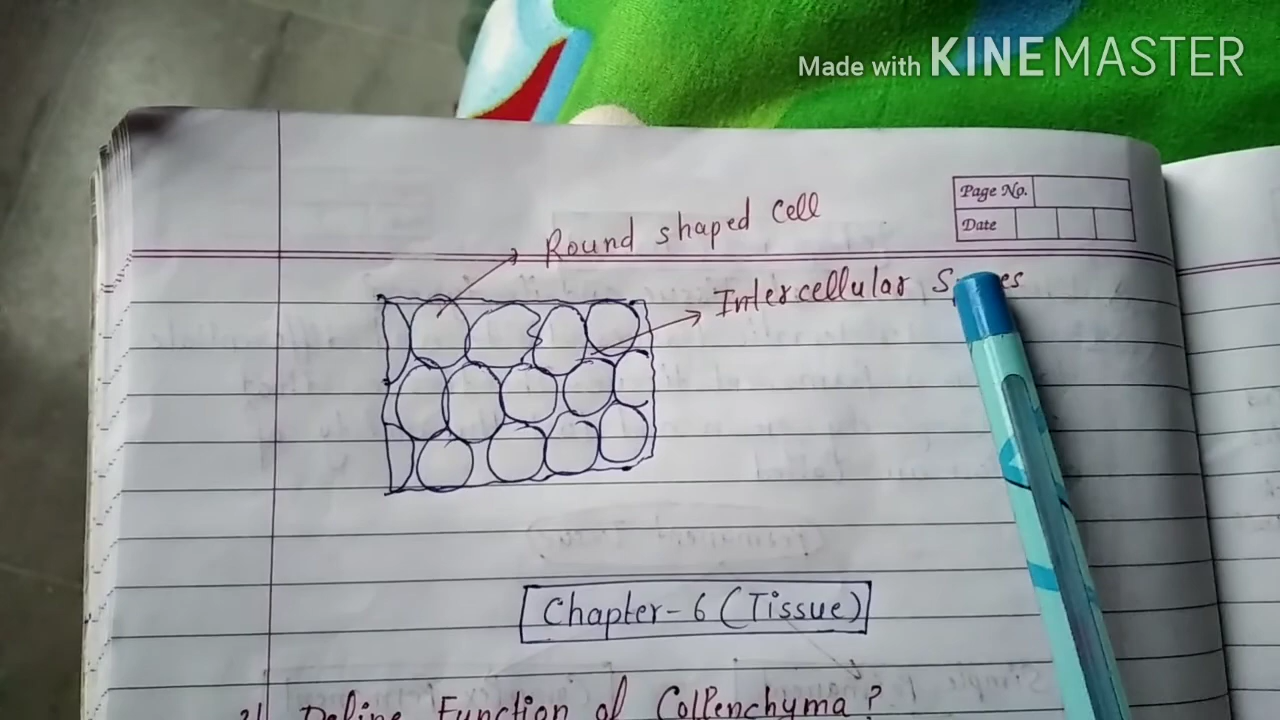 Made with KINEMASTER
Page No.
Date
Round shaped cell
Intercellular
Chapter-6 (Tissue)
Define Function of Collenchyma?